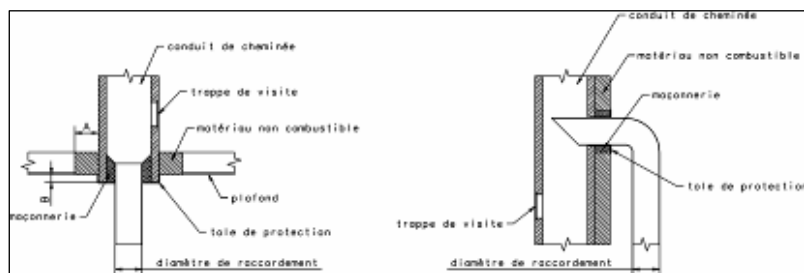 conduit de cheminée
trappe de visite
matériau non combustible
A
B
plafond
maçonnerie
tole de protection
diamètre de raccordement
conduit de cheminée
matériau non combustible
maçonnerie
tole de protection
trappe de visite
diamètre de raccordement